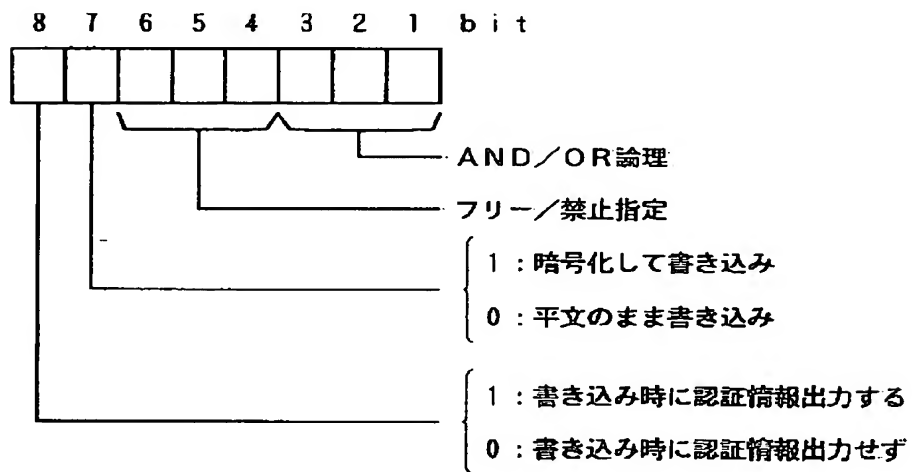 8 7 6 5 4 3 2 1 bit
AND／OR論理
フリー／禁止指定
1：暗号化して書き込み
0：平文のまま書き込み
1：書き込み時に認証情報出力する
0：書き込み時に認証情報出力せず